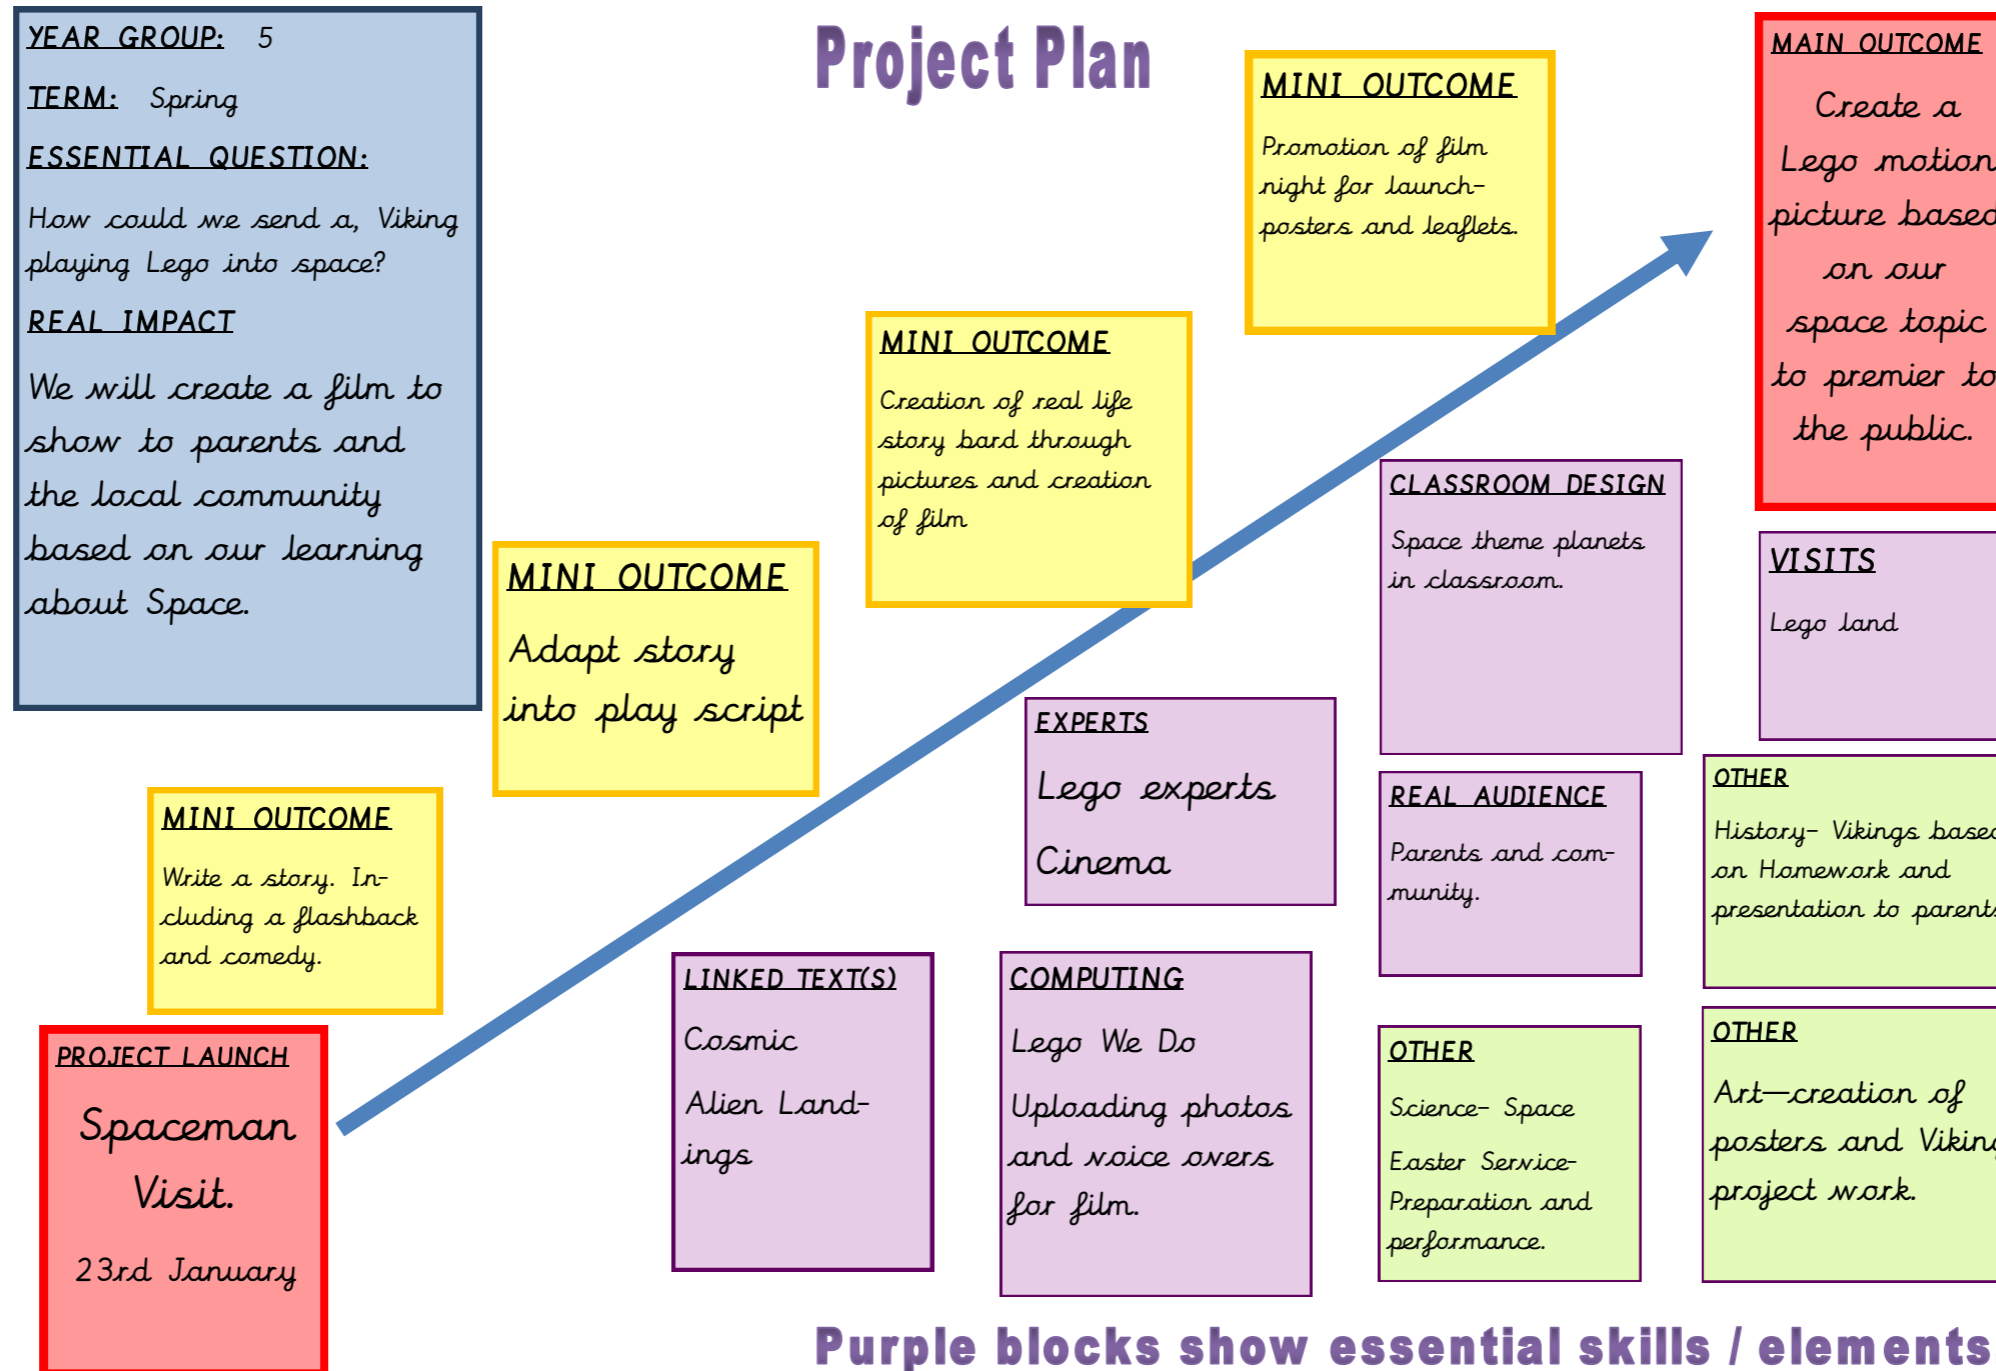 Project Plan
YEAR GROUP: 5
TERM: Spring
ESSENTIAL QUESTION:
How could we send a, Viking
playing Lego into space?
REAL IMPACT
We will create a film to
show to parents and
the local community
based on our learning
about Space.
MINI OUTCOME
Promotion of film
night for launch-
posters and leaflets.
MAIN OUTCOME
Create a
Lego motion
picture based
on our
space topic
to premier to
the public.
MINI OUTCOME
Creation of real life
story bard through
pictures and creation
of film
MINI OUTCOME
Adapt story
into play script
CLASSROOM DESIGN
Space theme planets
in classroom.
VISITS
Lego land
EXPERTS
Lego experts
Cinema
REAL AUDIENCE
Parents and com-
munity.
OTHER
History- Vikings based
on Homework and
presentation to parents
MINI OUTCOME
Write a story. In-
cluding a flashback
and comedy.
PROJECT LAUNCH
Spaceman
Visit.
23rd January
LINKED TEXT(S)
Cosmic
Alien Land-
ings
COMPUTING
Lego We Do
Uploading photos
and voice overs
for film.
OTHER
Science- Space
Easter Service-
Preparation and
performance.
OTHER
Art—creation of
posters and Viking
project work.
Purple blocks show essential skills / elements